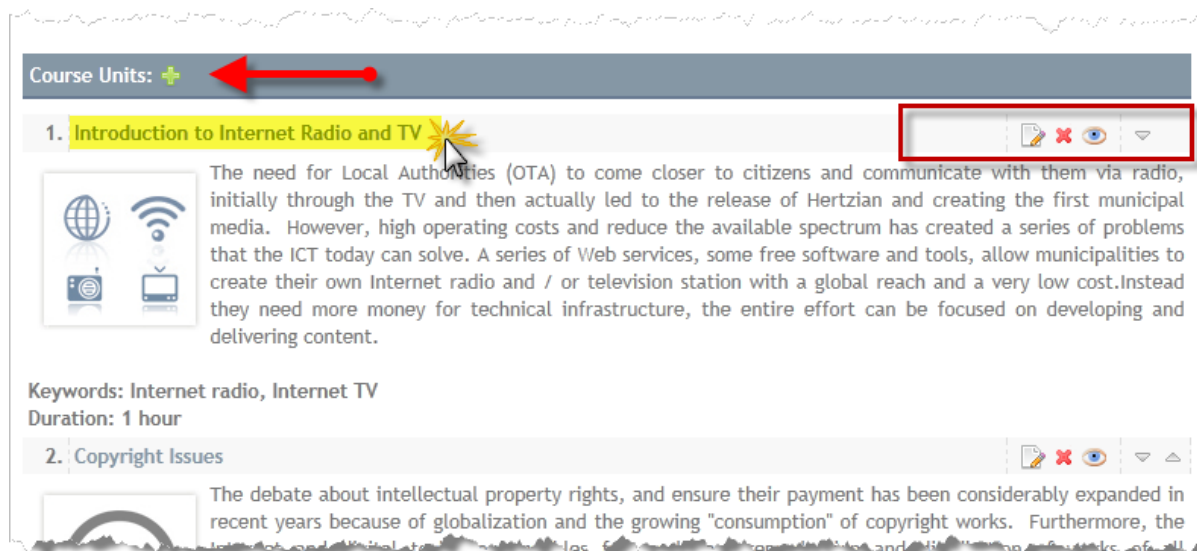 Course Units:
1. Introduction to Internet Radio and TV
The need for Local Authorities (OTA) to come closer to citizens and communicate with them via radio,
initially through the TV and then actually led to the release of Hertzian and creating the first municipal
media. However, high operating costs and reduce the available spectrum has created a series of problems
that the ICT today can solve. A series of Web services, some free software and tools, allow municipalities to
create their own Internet radio and / or television station with a global reach and a very low cost.Instead
they need more money for technical infrastructure, the entire effort can be focused on developing and
delivering content.
Keywords: Internet radio, Internet TV
Duration: 1 hour
2. Copyright Issues
The debate about intellectual property rights, and ensure their payment has been considerably expanded in
recent years because of globalization and the growing "consumption" of copyright works. Furthermore, the